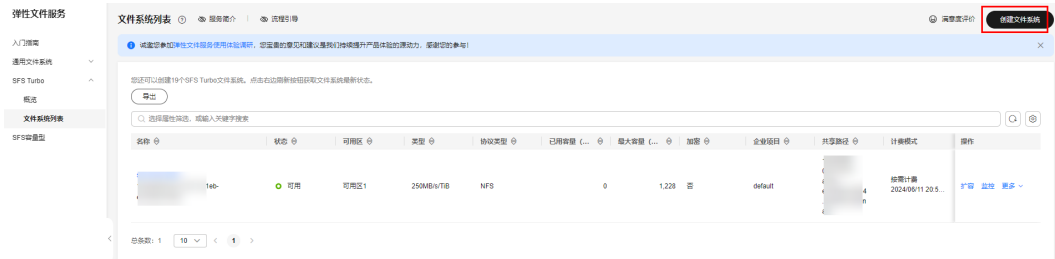 弹性文件服务
入门指南
通用文件系统
SFS Turbo
概览
文件系统列表
SFS容量型
文件系统列表 服务简介 流程引导
满意度评价 创建文件系统
诚邀您参加弹性文件服务使用体验调研，您宝贵的意见和建议是我们持续提升产品体验的源动力，感谢您的参与！
您还可以创建19个SFS Turbo文件系统。点击右边刷新按钮获取文件系统最新状态。
导出
选择属性筛选，或输入关键字搜索
名称 状态 可用区 类型 协议类型 已用容量 (... 最大容量 (... 加密 企业项目 共享路径 计费模式 操作
1eb- 可用 可用区1 250MB/s/TiB NFS 0 1,228 否 default 按需计费 扩容 监控 更多
2024/06/11 20:5...
总条数: 1 10 1